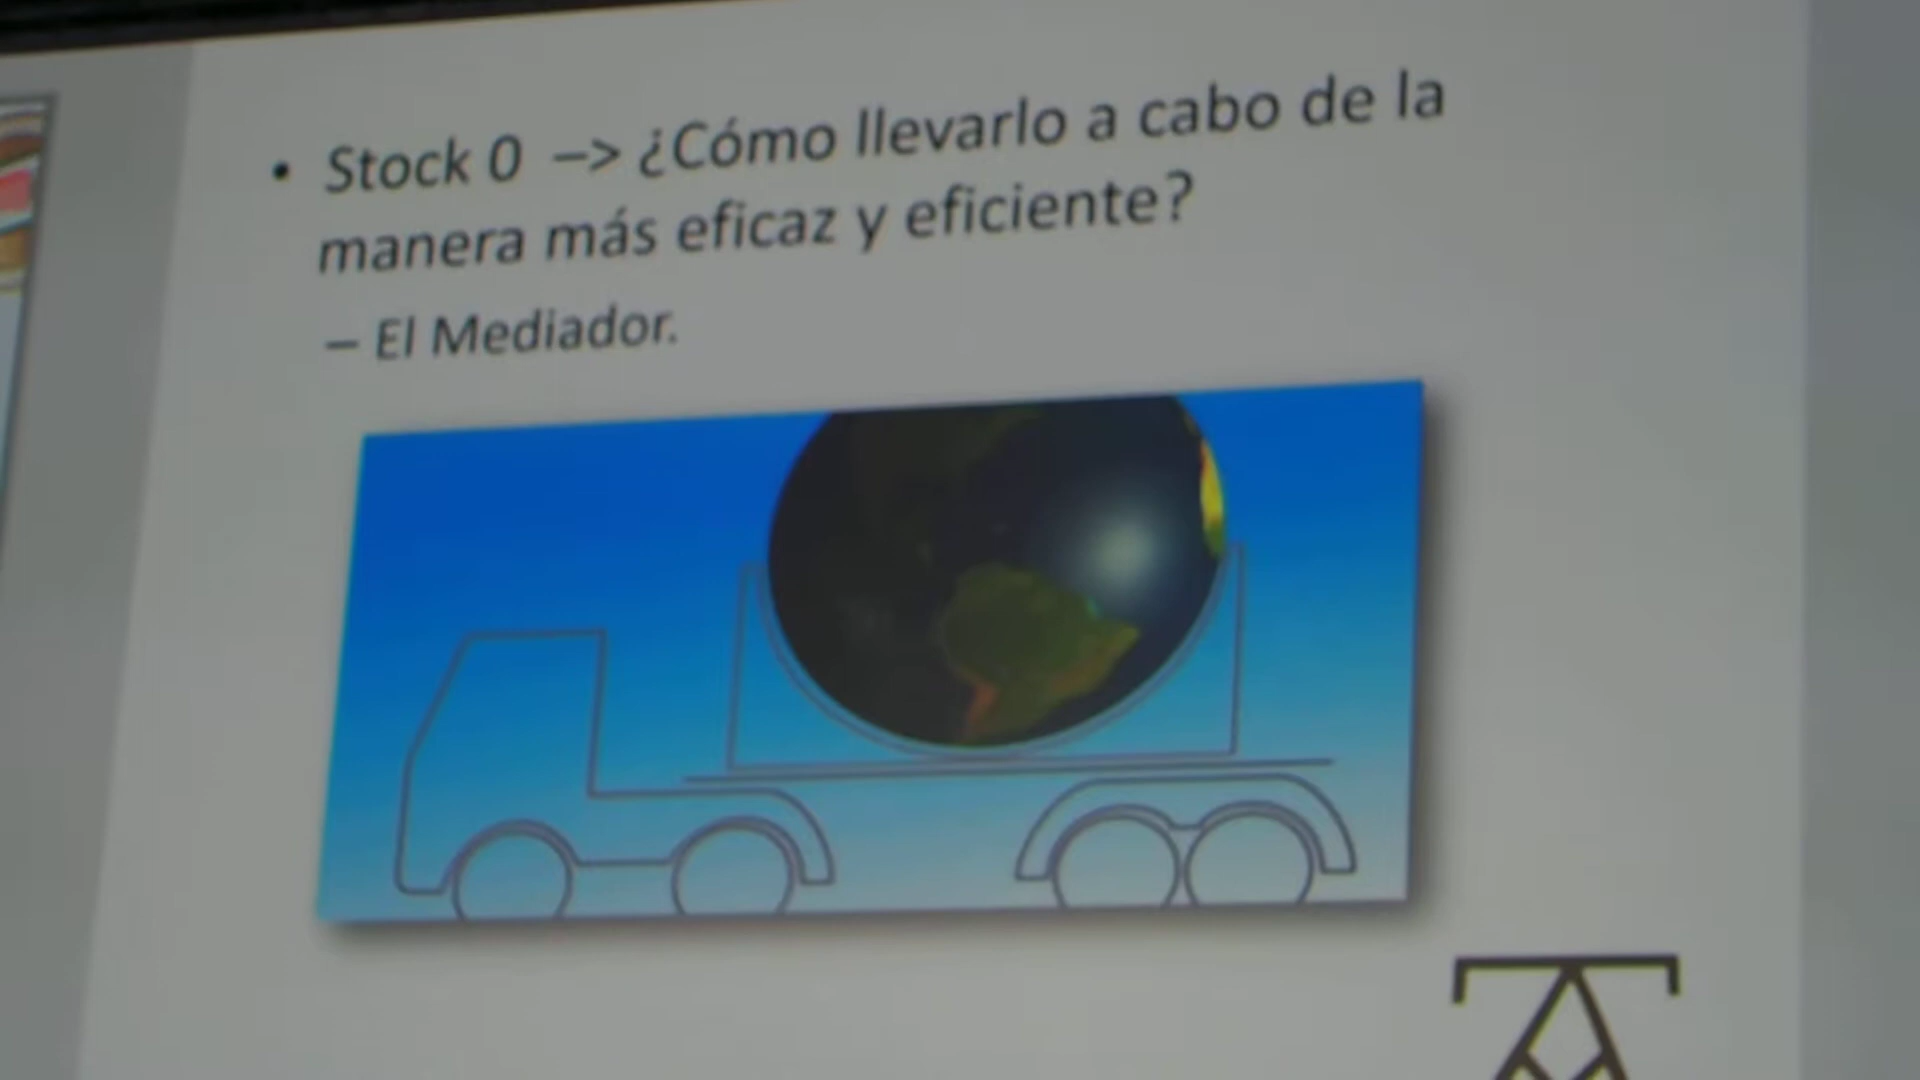 • Stock 0 –> ¿Cómo llevarlo a cabo de la
manera más eficaz y eficiente?
– El Mediador.